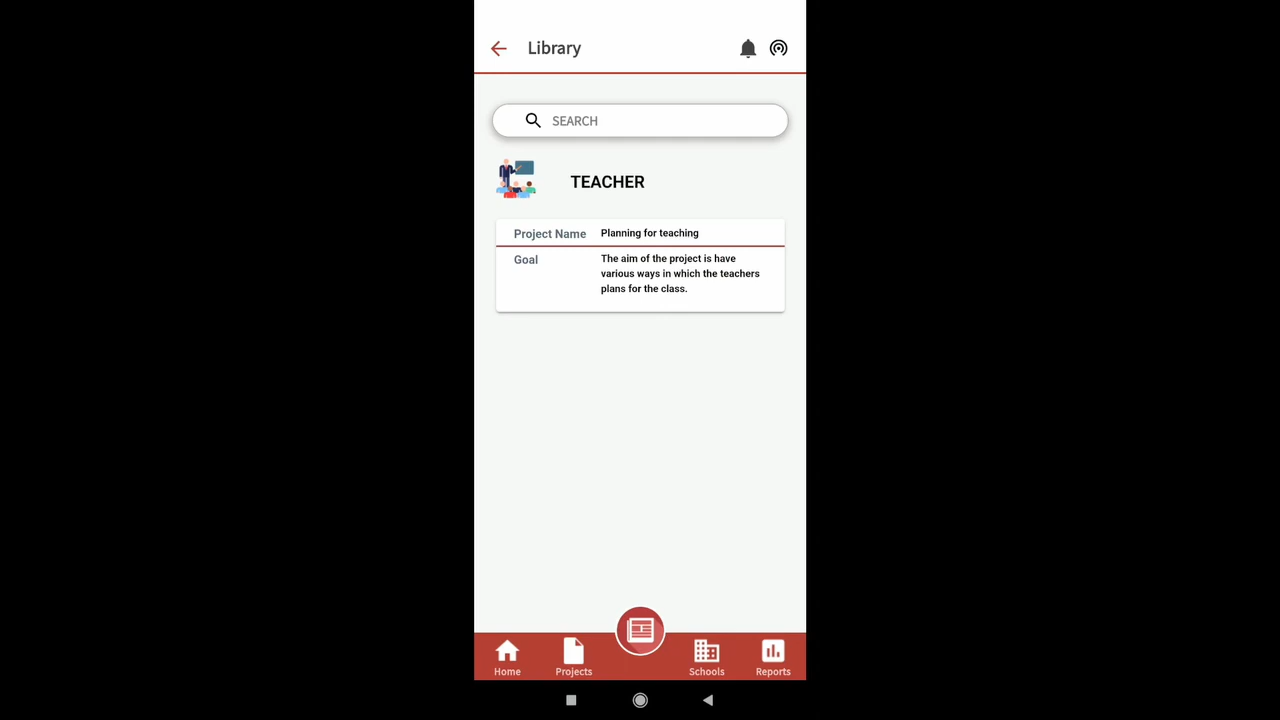 Library
SEARCH
TEACHER
Project Name Planning for teaching
Goal The aim of the project is have
various ways in which the teachers
plans for the class.
Home Projects Schools Reports